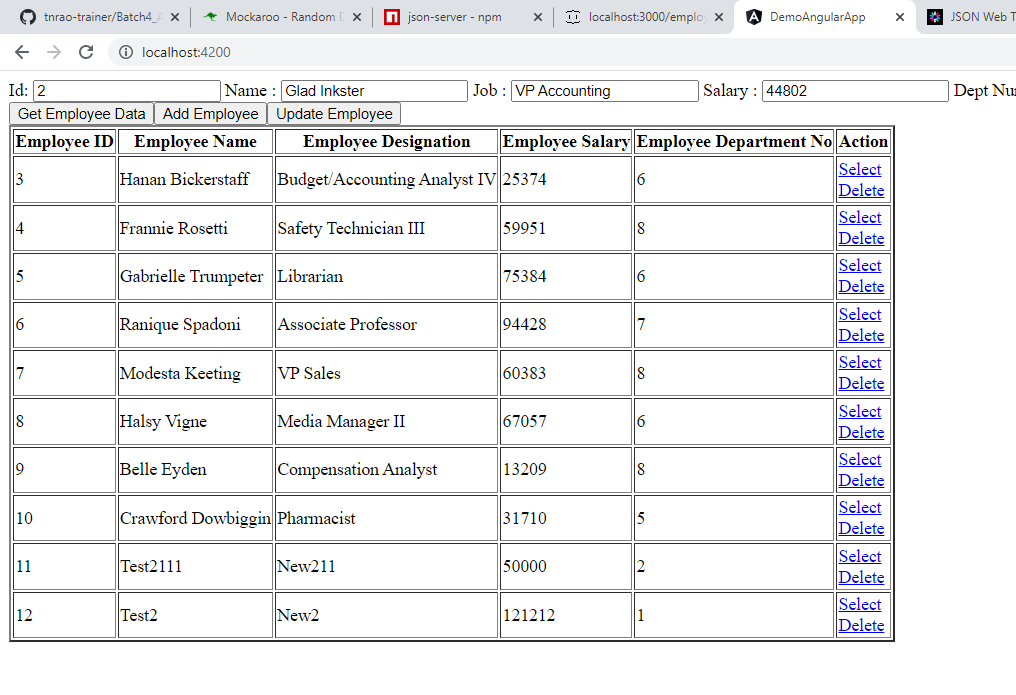 tnrao-trainer/Batch4_ Mockaroo - Random json-server - npm localhost:3000/emplo DemoAngularApp JSON Web T
localhost:4200
Id: 2 Name : Glad Inkster Job : VP Accounting Salary : 44802 Dept Nu
Get Employee Data Add Employee Update Employee
Employee ID Employee Name Employee Designation Employee Salary Employee Department No Action
3 Hanan Bickerstaff Budget/Accounting Analyst IV 25374 6 Select
Delete
4 Frannie Rosetti Safety Technician III 59951 8 Select
Delete
5 Gabrielle Trumpeter Librarian 75384 6 Select
Delete
6 Ranique Spadoni Associate Professor 94428 7 Select
Delete
7 Modesta Keeting VP Sales 60383 8 Select
Delete
8 Halsy Vigne Media Manager II 67057 6 Select
Delete
9 Belle Eyden Compensation Analyst 13209 8 Select
Delete
10 Crawford Dowbiggin Pharmacist 31710 5 Select
Delete
11 Test2111 New211 50000 2 Select
Delete
12 Test2 New2 121212 1 Select
Delete